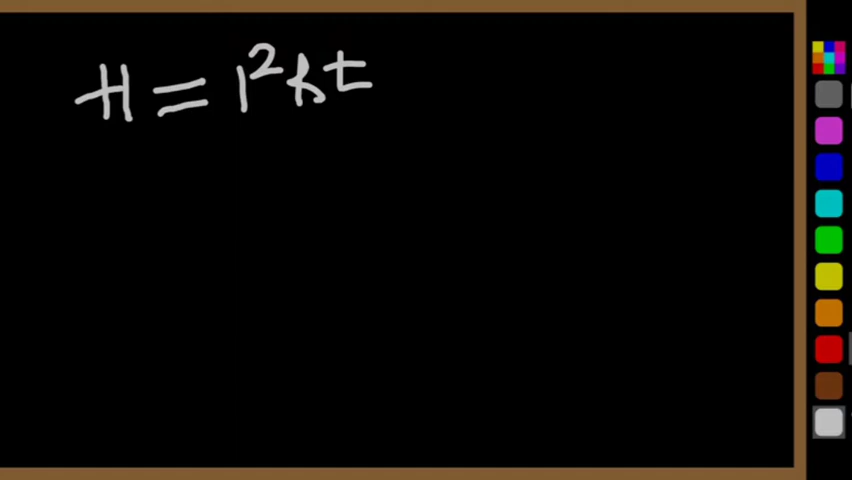 H = I²Rt